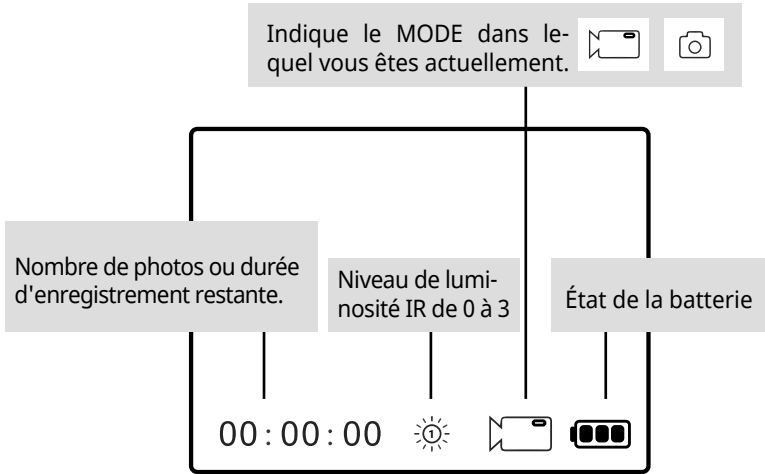 Indique le MODE dans le-
quel vous êtes actuellement.
Nombre de photos ou durée
d'enregistrement restante.
Niveau de lumi-
nosité IR de 0 à 3
État de la batterie
00:00:00
1